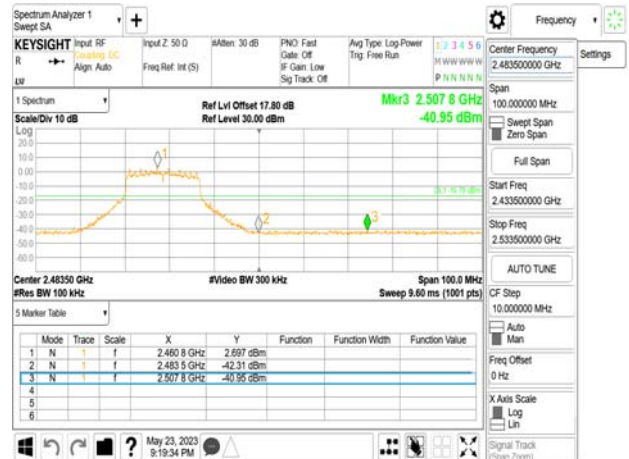 Spectrum Analyzer 1
Swept SA
Frequency
KEYSIGHT
R
Input: RF
Coupling: DC
Align: Auto
Input Z: 50 Ω
Freq Ref: Int (S)
#Atten: 30 dB
PNO: Fast
Gate: Off
IF Gain: Low
Sig Track: Off
Avg Type: Log-Power
Trig: Free Run
1 2 3 4 5 6
M W W W W W
P N N N N N
1 Spectrum
Scale/Div 10 dB
Log
Ref Lvl Offset 17.80 dB
Ref Level 30.00 dBm
Mkr3 2.507 8 GHz
-40.95 dBm
20.0
10.0
0.00
-10.0
-20.0
-30.0
-40.0
-50.0
-60.0
1
2
3
Center 2.48350 GHz
#Res BW 100 kHz
#Video BW 300 kHz
Span 100.0 MHz
Sweep 9.60 ms (1001 pts)
5 Marker Table
Mode Trace Scale X Y Function Function Width Function Value
1 N 1 f 2.460 8 GHz 2.697 dBm
2 N 1 f 2.483 5 GHz -42.31 dBm
3 N 1 f 2.507 8 GHz -40.95 dBm
4
5
6
May 23, 2023
9:19:34 PM
Center Frequency
2.483500000 GHz
Settings
Span
100.000000 MHz
Swept Span
Zero Span
Full Span
Start Freq
2.433500000 GHz
Stop Freq
2.533500000 GHz
AUTO TUNE
CF Step
10.000000 MHz
Auto
Man
Freq Offset
0 Hz
X Axis Scale
Log
Lin
Signal Track
(Span Zoom)